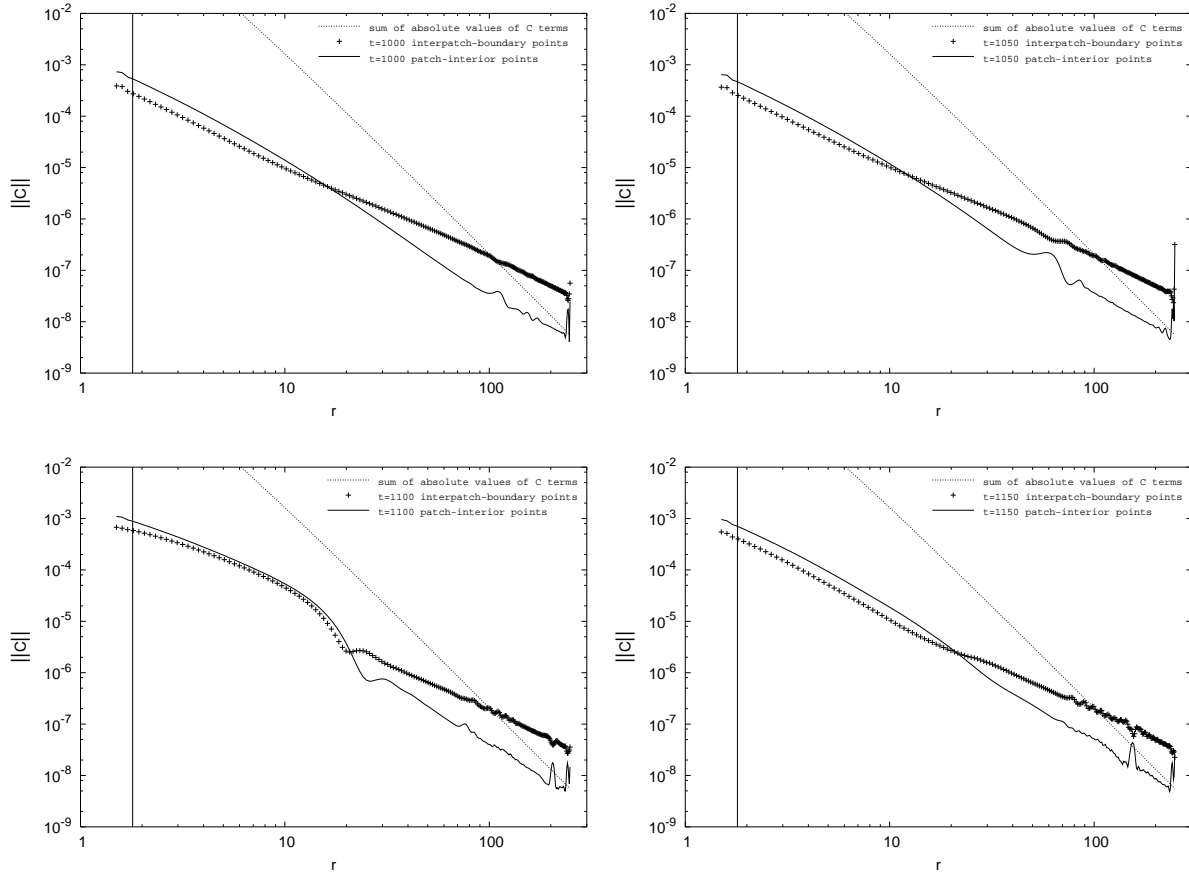 sum of absolute values of C terms
t=1000 interpatch-boundary points
t=1000 patch-interior points
10^-2
10^-3
10^-4
10^-5
10^-6
10^-7
10^-8
10^-9
||C||
1 10 100
r
sum of absolute values of C terms
t=1050 interpatch-boundary points
t=1050 patch-interior points
10^-2
10^-3
10^-4
10^-5
10^-6
10^-7
10^-8
10^-9
||C||
1 10 100
r
sum of absolute values of C terms
t=1100 interpatch-boundary points
t=1100 patch-interior points
10^-2
10^-3
10^-4
10^-5
10^-6
10^-7
10^-8
10^-9
||C||
1 10 100
r
sum of absolute values of C terms
t=1150 interpatch-boundary points
t=1150 patch-interior points
10^-2
10^-3
10^-4
10^-5
10^-6
10^-7
10^-8
10^-9
||C||
1 10 100
r